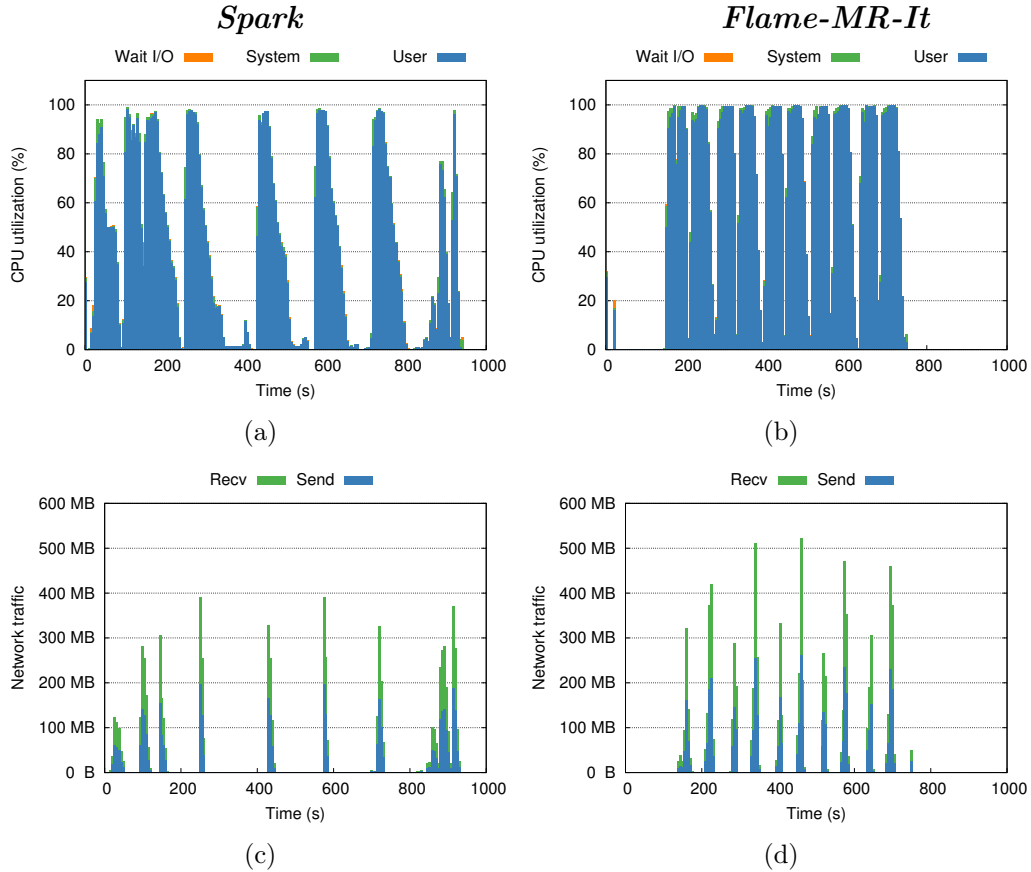 Spark
Flame-MR-It
Wait I/O System User
Wait I/O System User
CPU utilization (%)
100
80
60
40
20
0
0 200 400 600 800 1000
Time (s)
(a)
CPU utilization (%)
100
80
60
40
20
0
0 200 400 600 800 1000
Time (s)
(b)
Recv Send
Network traffic
600 MB
500 MB
400 MB
300 MB
200 MB
100 MB
0 B
0 200 400 600 800 1000
Time (s)
(c)
Recv Send
Network traffic
600 MB
500 MB
400 MB
300 MB
200 MB
100 MB
0 B
0 200 400 600 800 1000
Time (s)
(d)